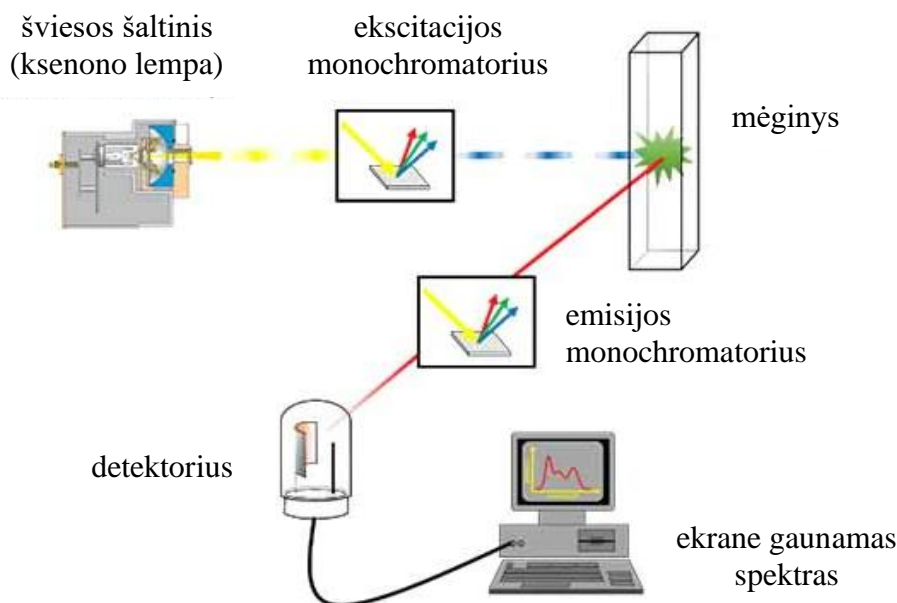 šviesos šaltinis
(ksenono lempa)
ekscitacijos
monochromatorius
mėginys
emisijos
monochromatorius
detektorius
ekrane gaunamas
spektras